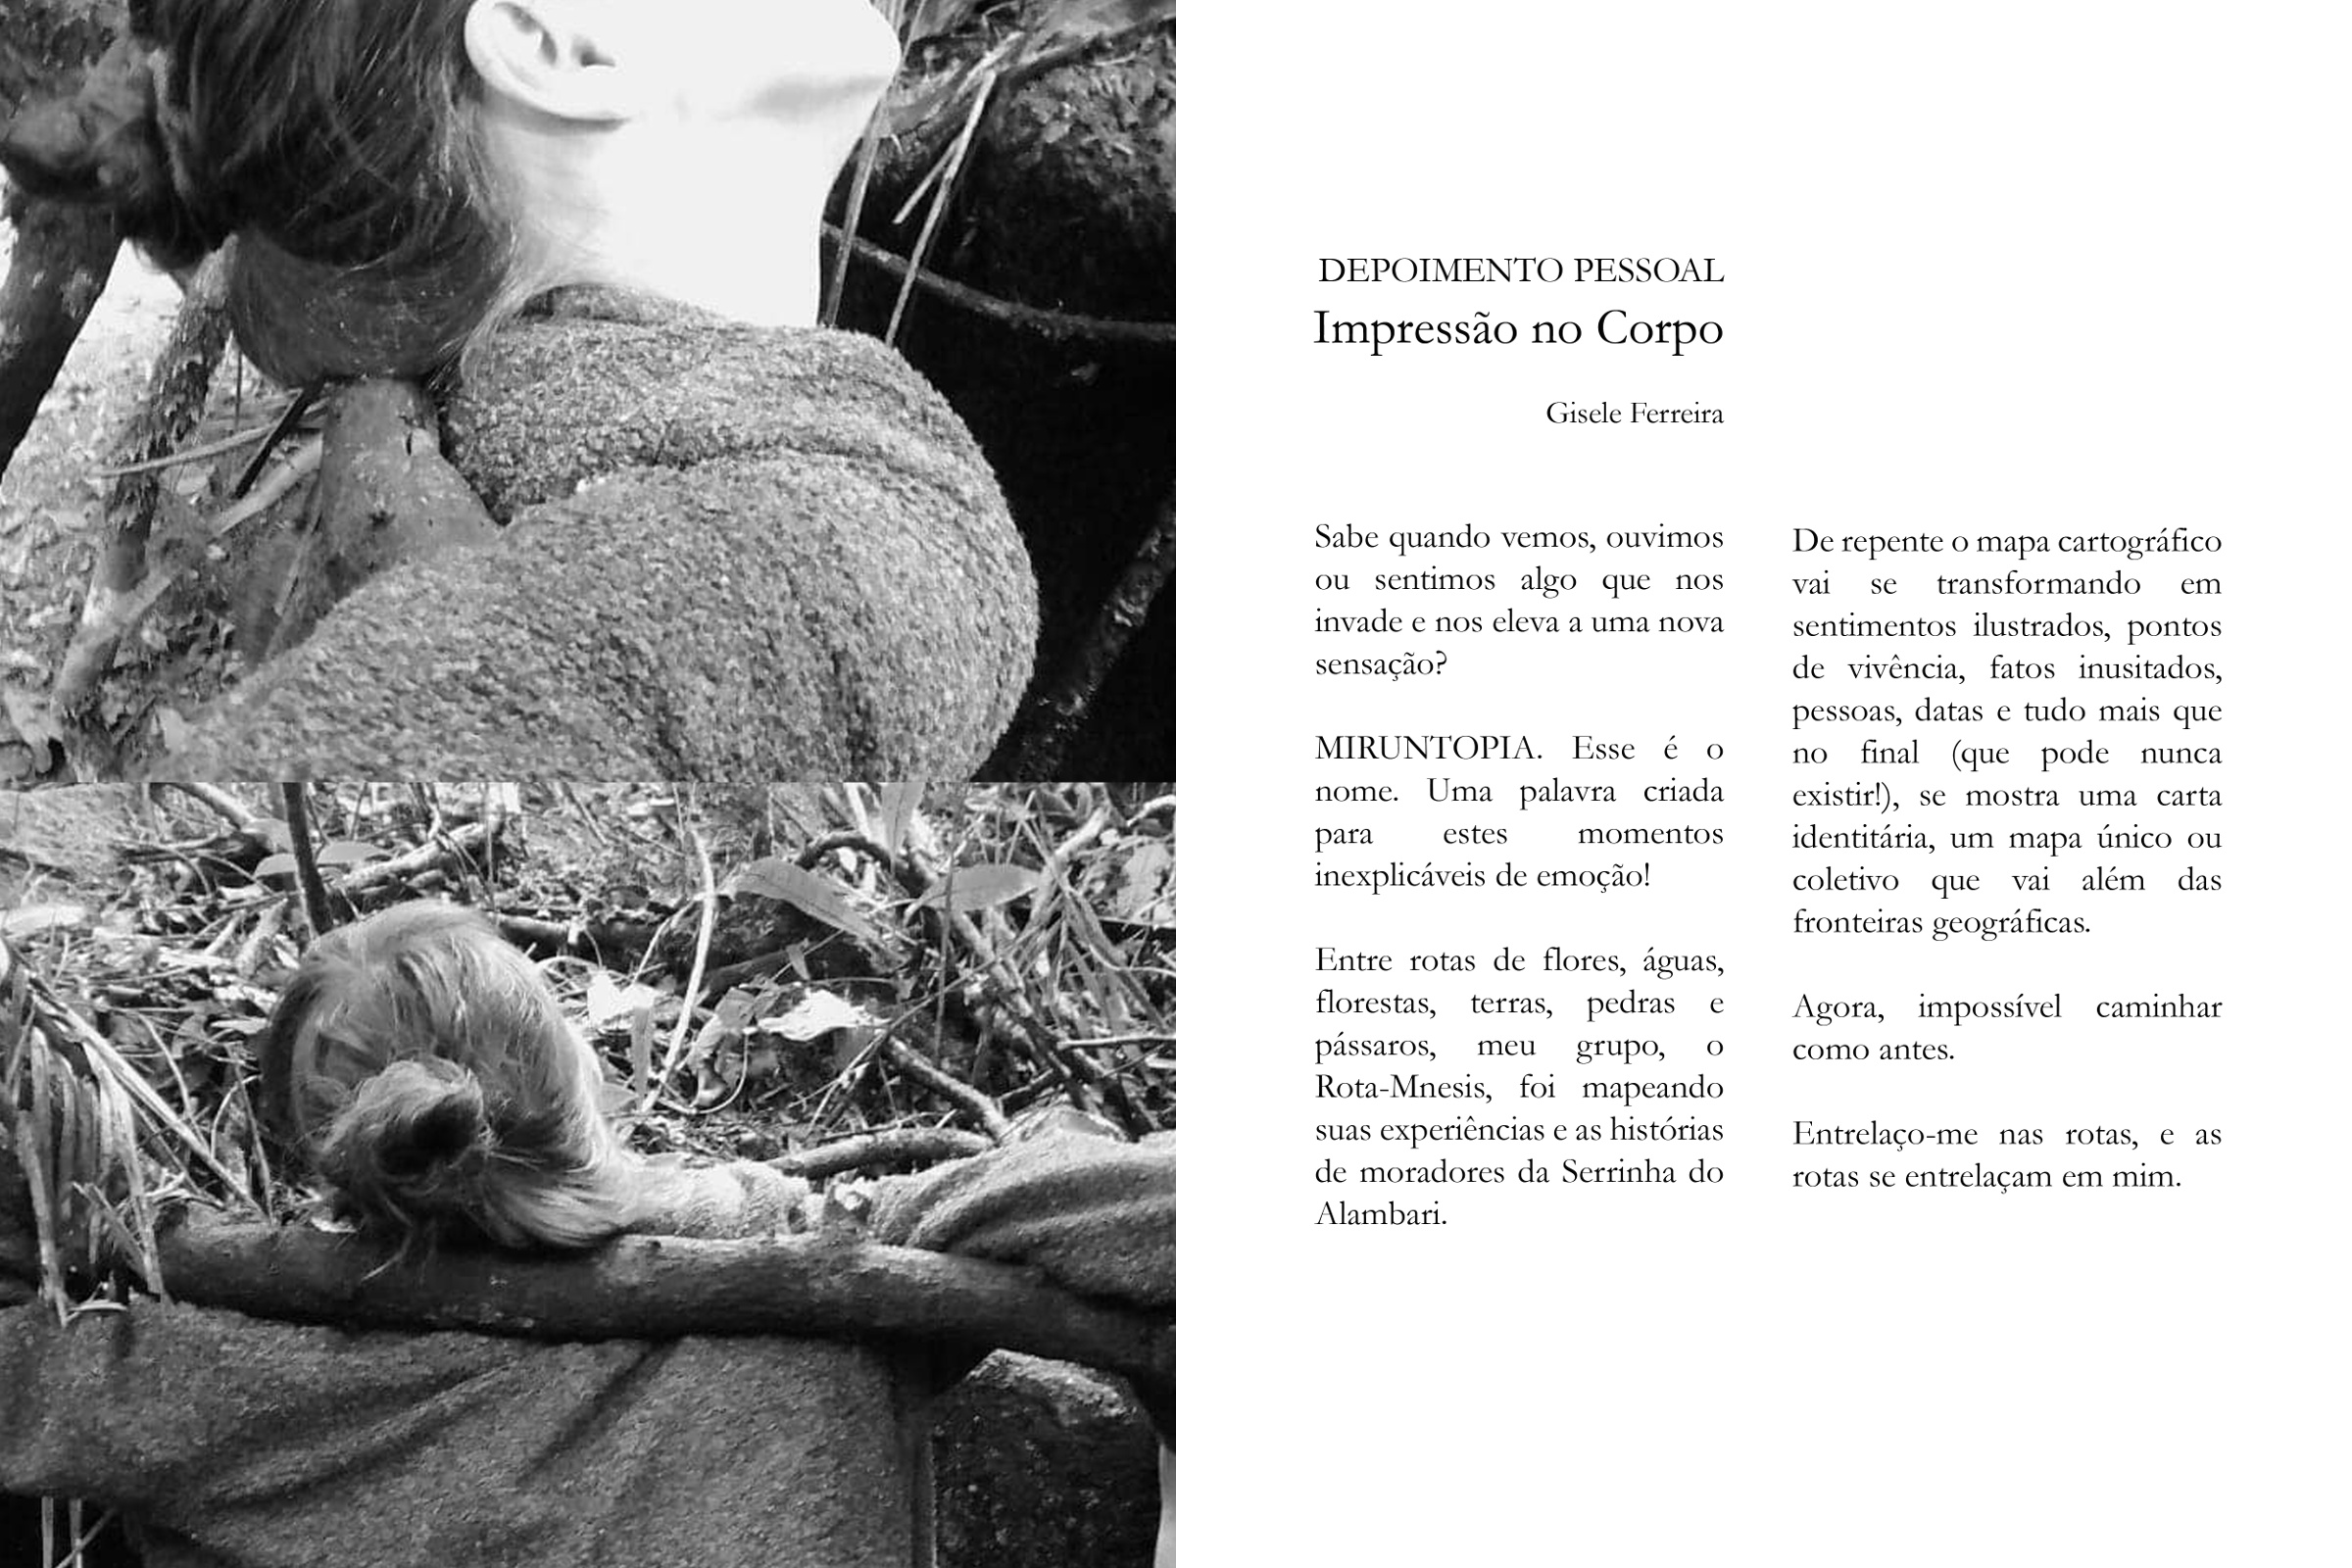 DEPOIMENTO PESSOAL
Impressão no Corpo
Gisele Ferreira
Sabe quando vemos, ouvimos
ou sentimos algo que nos
invade e nos eleva a uma nova
sensação?
MIRUNTOPIA. Esse é o
nome. Uma palavra criada
para estes momentos
inexplicáveis de emoção!
Entre rotas de flores, águas,
florestas, terras, pedras e
pássaros, meu grupo, o
Rota-Mnesis, foi mapeando
suas experiências e as histórias
de moradores da Serrinha do
Alambari.
De repente o mapa cartográfico
vai se transformando em
sentimentos ilustrados, pontos
de vivência, fatos inusitados,
pessoas, datas e tudo mais que
no final (que pode nunca
existir!), se mostra uma carta
identitária, um mapa único ou
coletivo que vai além das
fronteiras geográficas.
Agora, impossível caminhar
como antes.
Entrelaço-me nas rotas, e as
rotas se entrelaçam em mim.